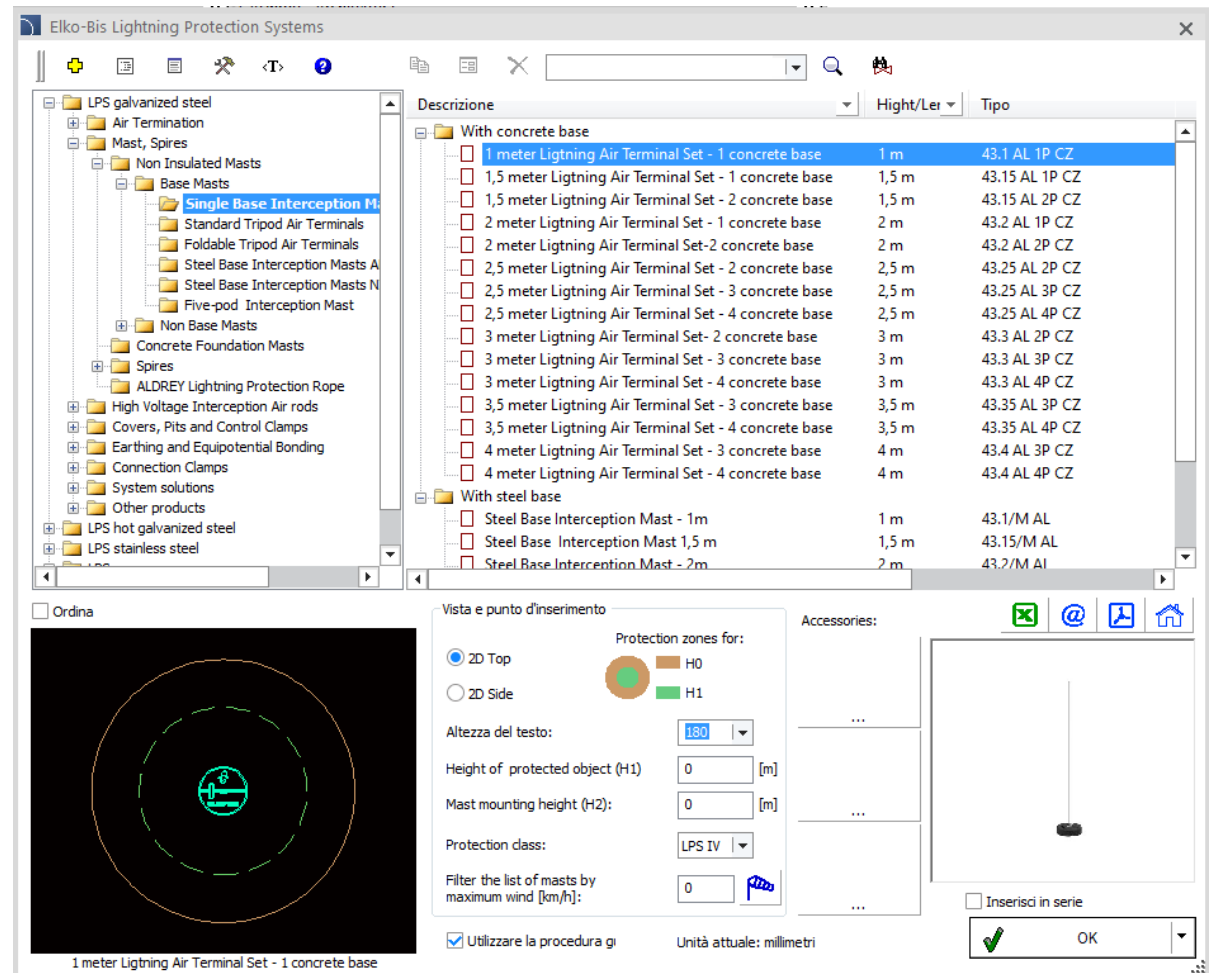 Elko-Bis Lightning Protection Systems
<T>
LPS galvanized steel
Air Termination
Mast, Spires
Non Insulated Masts
Base Masts
Single Base Interception Ma
Standard Tripod Air Terminals
Foldable Tripod Air Terminals
Steel Base Interception Masts A
Steel Base Interception Masts N
Five-pod Interception Mast
Non Base Masts
Concrete Foundation Masts
Spires
ALDREY Lightning Protection Rope
High Voltage Interception Air rods
Covers, Pits and Control Clamps
Earthing and Equipotential Bonding
Connection Clamps
System solutions
Other products
LPS hot galvanized steel
LPS stainless steel
Descrizione Hight/Ler Tipo
With concrete base
1 meter Ligtning Air Terminal Set - 1 concrete base 1 m 43.1 AL 1P CZ
1,5 meter Ligtning Air Terminal Set - 1 concrete base 1,5 m 43.15 AL 1P CZ
1,5 meter Ligtning Air Terminal Set - 2 concrete base 1,5 m 43.15 AL 2P CZ
2 meter Ligtning Air Terminal Set - 1 concrete base 2 m 43.2 AL 1P CZ
2 meter Ligtning Air Terminal Set-2 concrete base 2 m 43.2 AL 2P CZ
2,5 meter Ligtning Air Terminal Set - 2 concrete base 2,5 m 43.25 AL 2P CZ
2,5 meter Ligtning Air Terminal Set - 3 concrete base 2,5 m 43.25 AL 3P CZ
2,5 meter Ligtning Air Terminal Set - 4 concrete base 2,5 m 43.25 AL 4P CZ
3 meter Ligtning Air Terminal Set- 2 concrete base 3 m 43.3 AL 2P CZ
3 meter Ligtning Air Terminal Set - 3 concrete base 3 m 43.3 AL 3P CZ
3 meter Ligtning Air Terminal Set - 4 concrete base 3 m 43.3 AL 4P CZ
3,5 meter Ligtning Air Terminal Set - 3 concrete base 3,5 m 43.35 AL 3P CZ
3,5 meter Ligtning Air Terminal Set - 4 concrete base 3,5 m 43.35 AL 4P CZ
4 meter Ligtning Air Terminal Set - 3 concrete base 4 m 43.4 AL 3P CZ
4 meter Ligtning Air Terminal Set - 4 concrete base 4 m 43.4 AL 4P CZ
With steel base
Steel Base Interception Mast - 1m 1 m 43.1/M AL
Steel Base Interception Mast 1,5 m 1,5 m 43.15/M AL
Steel Base Interception Mast - 2m 2 m 43.2/M AL
Ordina
1 meter Ligtning Air Terminal Set - 1 concrete base
Vista e punto d'inserimento
Protection zones for:
2D Top H0
2D Side H1
Altezza del testo: 180
Height of protected object (H1) 0 [m]
Mast mounting height (H2): 0 [m]
Protection class: LPS IV
Filter the list of masts by
maximum wind [km/h]: 0
Utilizzare la procedura gı
Unità attuale: millimetri
Accessories:
...
...
...
Inserisci in serie
OK